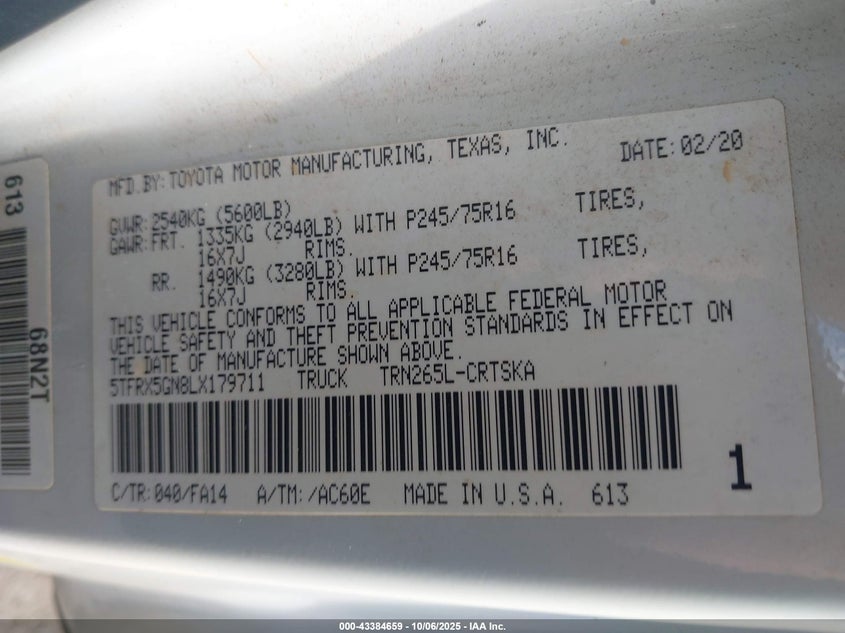 MFD.BY:TOYOTA MOTOR MANUFACTURING, TEXAS, INC. DATE:02/20
GVWR:2540KG (5600LB)
GAWR:FRT. 1335KG (2940LB) WITH P245/75R16 TIRES,
16X7J RIMS.
RR. 1490KG (3280LB) WITH P245/75R16 TIRES,
16X7J RIMS.
THIS VEHICLE CONFORMS TO ALL APPLICABLE FEDERAL MOTOR
VEHICLE SAFETY AND THEFT PREVENTION STANDARDS IN EFFECT ON
THE DATE OF MANUFACTURE SHOWN ABOVE.
5TFRX5GN8LX179711 TRUCK TRN265L-CRTSKA
C/TR:040/FA14 A/TM:/AC60E MADE IN U.S.A. 613
1
613
68N2T
000-43384659 - 10/06/2025 - IAA Inc.